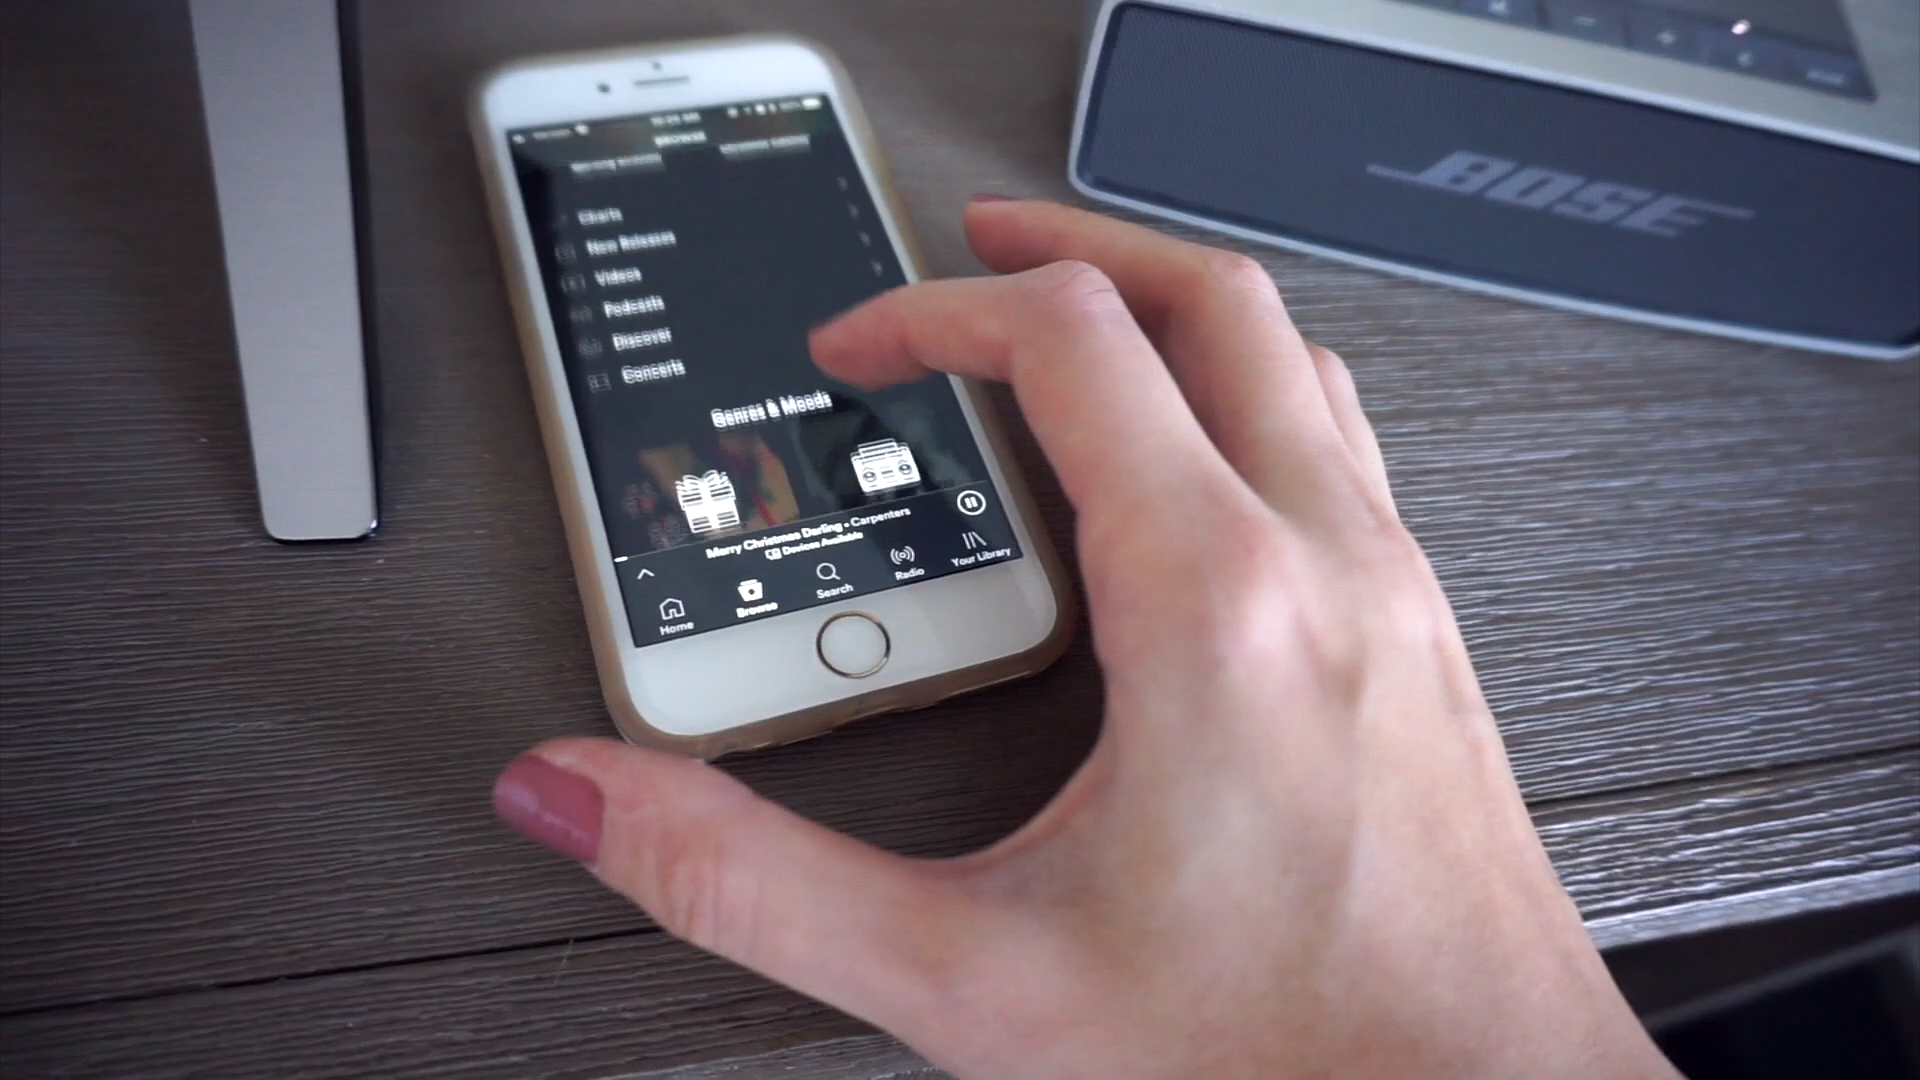 BROWSE
Charts
New Releases
Videos
Podcasts
Discover
Concerts
Genres & Moods
Merry Christmas Darling • Carpenters
Devices Available
Home
Browse
Search
Radio
Your Library
BOSE